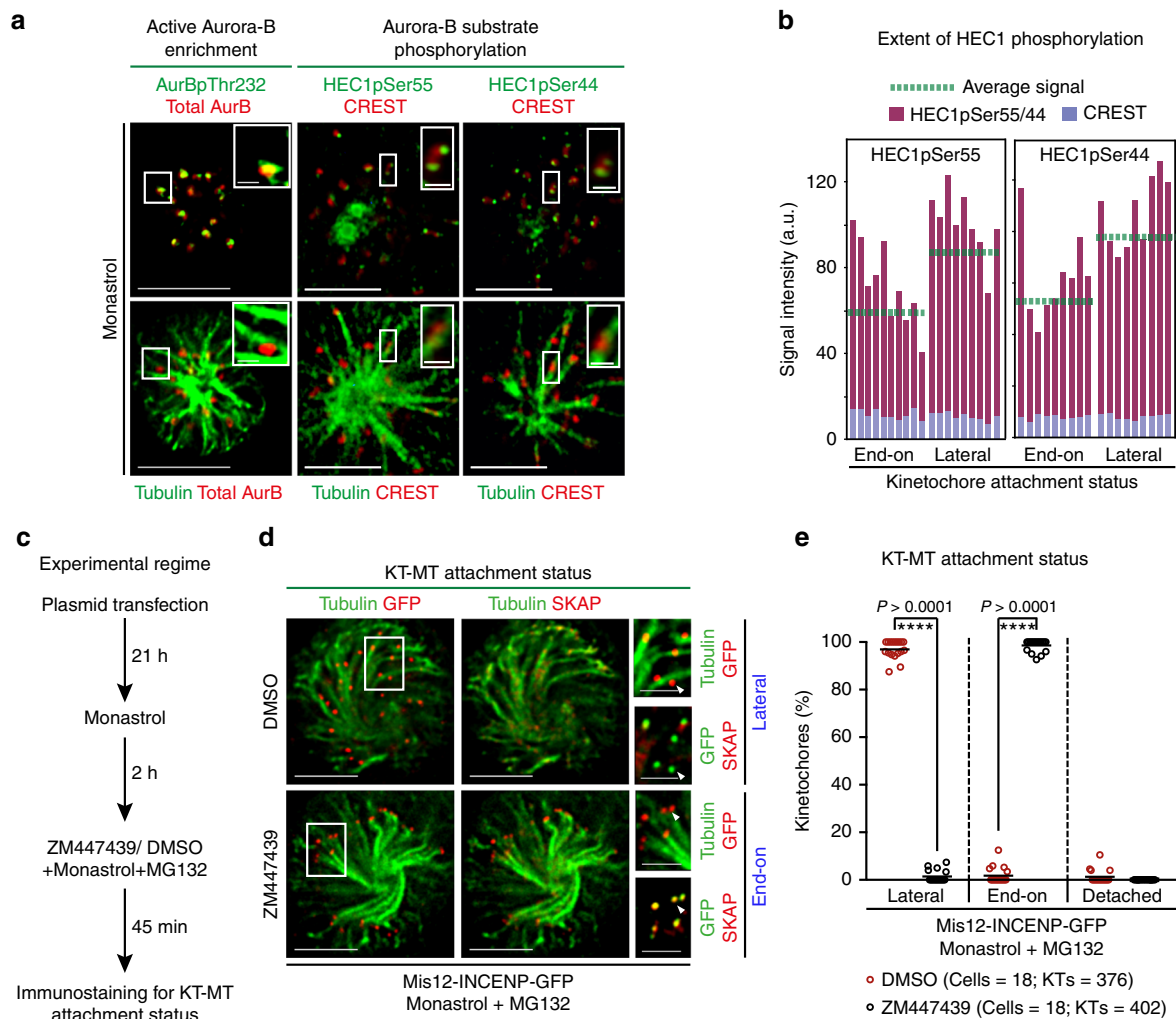 a
Active Aurora-B
enrichment
Aurora-B substrate
phosphorylation
AurBpThr232
Total AurB
HEC1pSer55
CREST
HEC1pSer44
CREST
Monastrol
Tubulin Total AurB
Tubulin CREST
Tubulin CREST
b
Extent of HEC1 phosphorylation
Average signal
HEC1pSer55/44
CREST
HEC1pSer55
HEC1pSer44
Signal intensity (a.u.)
120
80
40
0
End-on
Lateral
End-on
Lateral
Kinetochore attachment status
c
Experimental regime
Plasmid transfection
21 h
Monastrol
2 h
ZM447439/ DMSO
+Monastrol+MG132
45 min
Immunostaining for KT-MT
attachment status
d
KT-MT attachment status
Tubulin GFP
Tubulin SKAP
DMSO
ZM447439
Tubulin
GFP
GFP
SKAP
Lateral
Tubulin
GFP
GFP
SKAP
End-on
Mis12-INCENP-GFP
Monastrol + MG132
e
KT-MT attachment status
P > 0.0001
P > 0.0001
****
****
Kinetochores (%)
100
80
60
40
20
0
Lateral
End-on
Detached
Mis12-INCENP-GFP
Monastrol + MG132
DMSO (Cells = 18; KTs = 376)
ZM447439 (Cells = 18; KTs = 402)